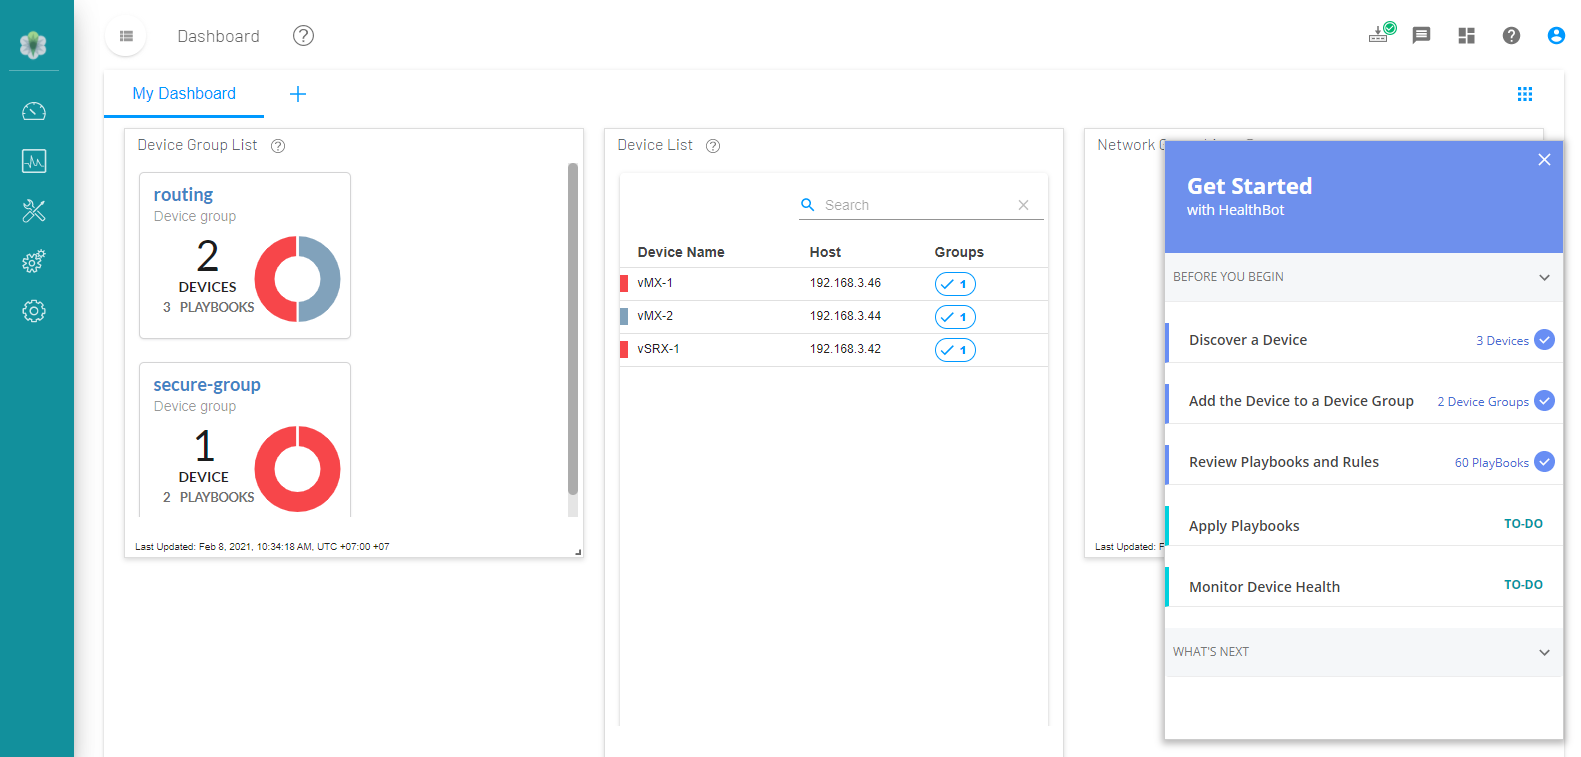 Dashboard
My Dashboard
Device Group List
routing
Device group
2
DEVICES
3 PLAYBOOKS
secure-group
Device group
1
DEVICE
2 PLAYBOOKS
Last Updated: Feb 8, 2021, 10:34:18 AM, UTC +07:00 +07
Device List
Search
Device Name Host Groups
vMX-1 192.168.3.46 1
vMX-2 192.168.3.44 1
vSRX-1 192.168.3.42 1
Network
Last Updated:
Get Started
with HealthBot
BEFORE YOU BEGIN
Discover a Device 3 Devices
Add the Device to a Device Group 2 Device Groups
Review Playbooks and Rules 60 PlayBooks
Apply Playbooks TO-DO
Monitor Device Health TO-DO
WHAT'S NEXT